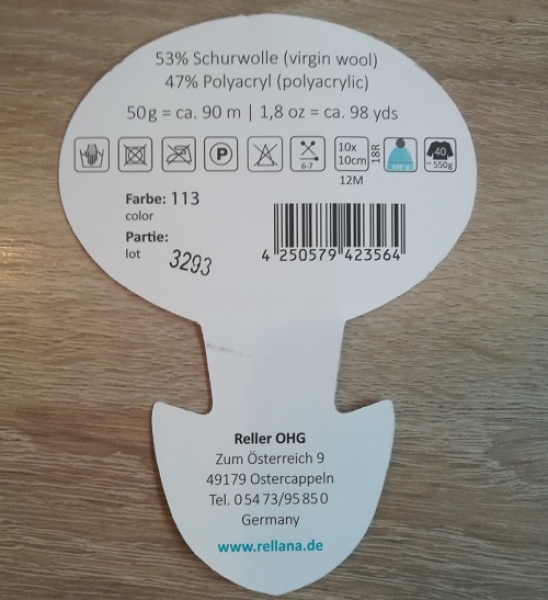 53% Schurwolle (virgin wool)
47% Polyacryl (polyacrylic)
50g = ca. 90 m | 1,8 oz = ca. 98 yds
P
6-7
10x
10cm
18R
12M
40
~550g
Farbe: 113
color
Partie:
lot
3293
4 250579 423564
Reller OHG
Zum Österreich 9
49179 Ostercappeln
Tel. 0 54 73/95 85 0
Germany
www.rellana.de